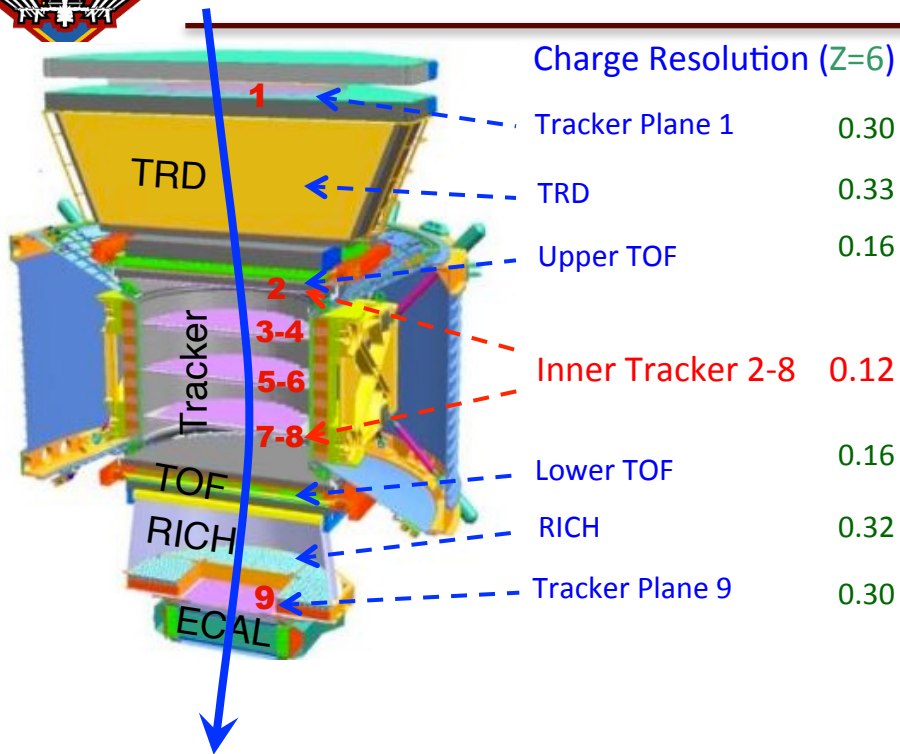 Charge Resolution (Z=6)
1
Tracker Plane 1 0.30
TRD
TRD 0.33
Upper TOF 0.16
2
3-4
Tracker
Inner Tracker 2-8 0.12
5-6
7-8
TOF
Lower TOF 0.16
RICH
RICH 0.32
9
Tracker Plane 9 0.30
ECAL